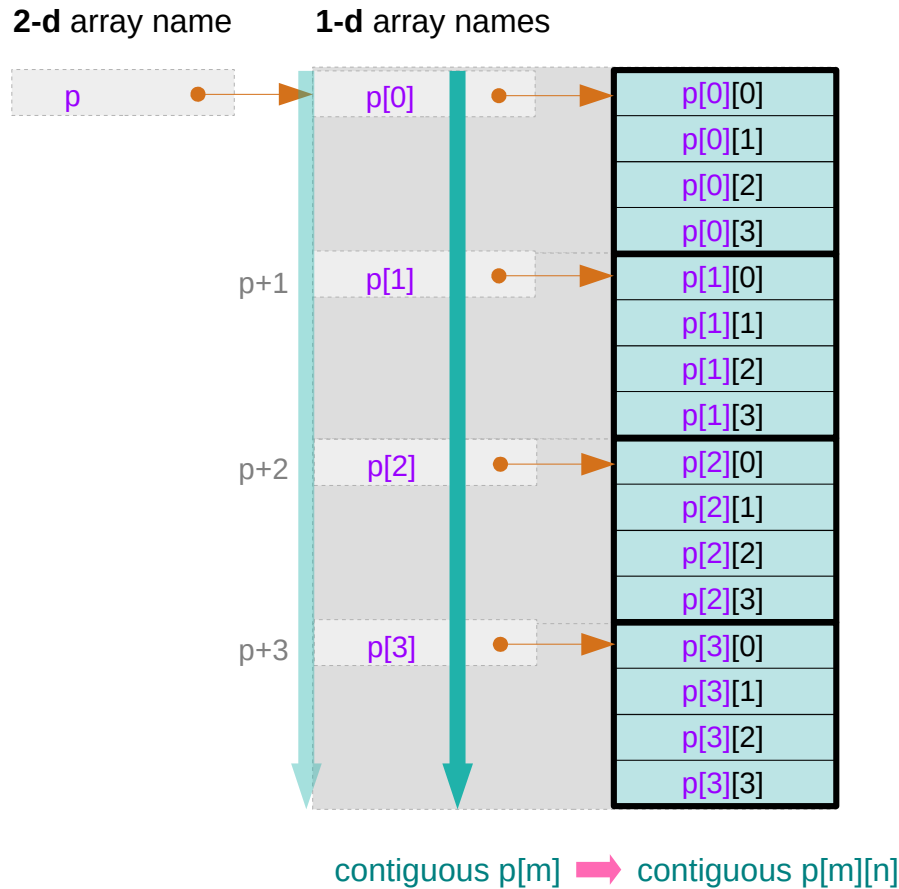 2-d array name
1-d array names
p
p[0]
p[0][0]
p[0][1]
p[0][2]
p[0][3]
p+1
p[1]
p[1][0]
p[1][1]
p[1][2]
p[1][3]
p+2
p[2]
p[2][0]
p[2][1]
p[2][2]
p[2][3]
p+3
p[3]
p[3][0]
p[3][1]
p[3][2]
p[3][3]
contiguous p[m]
contiguous p[m][n]